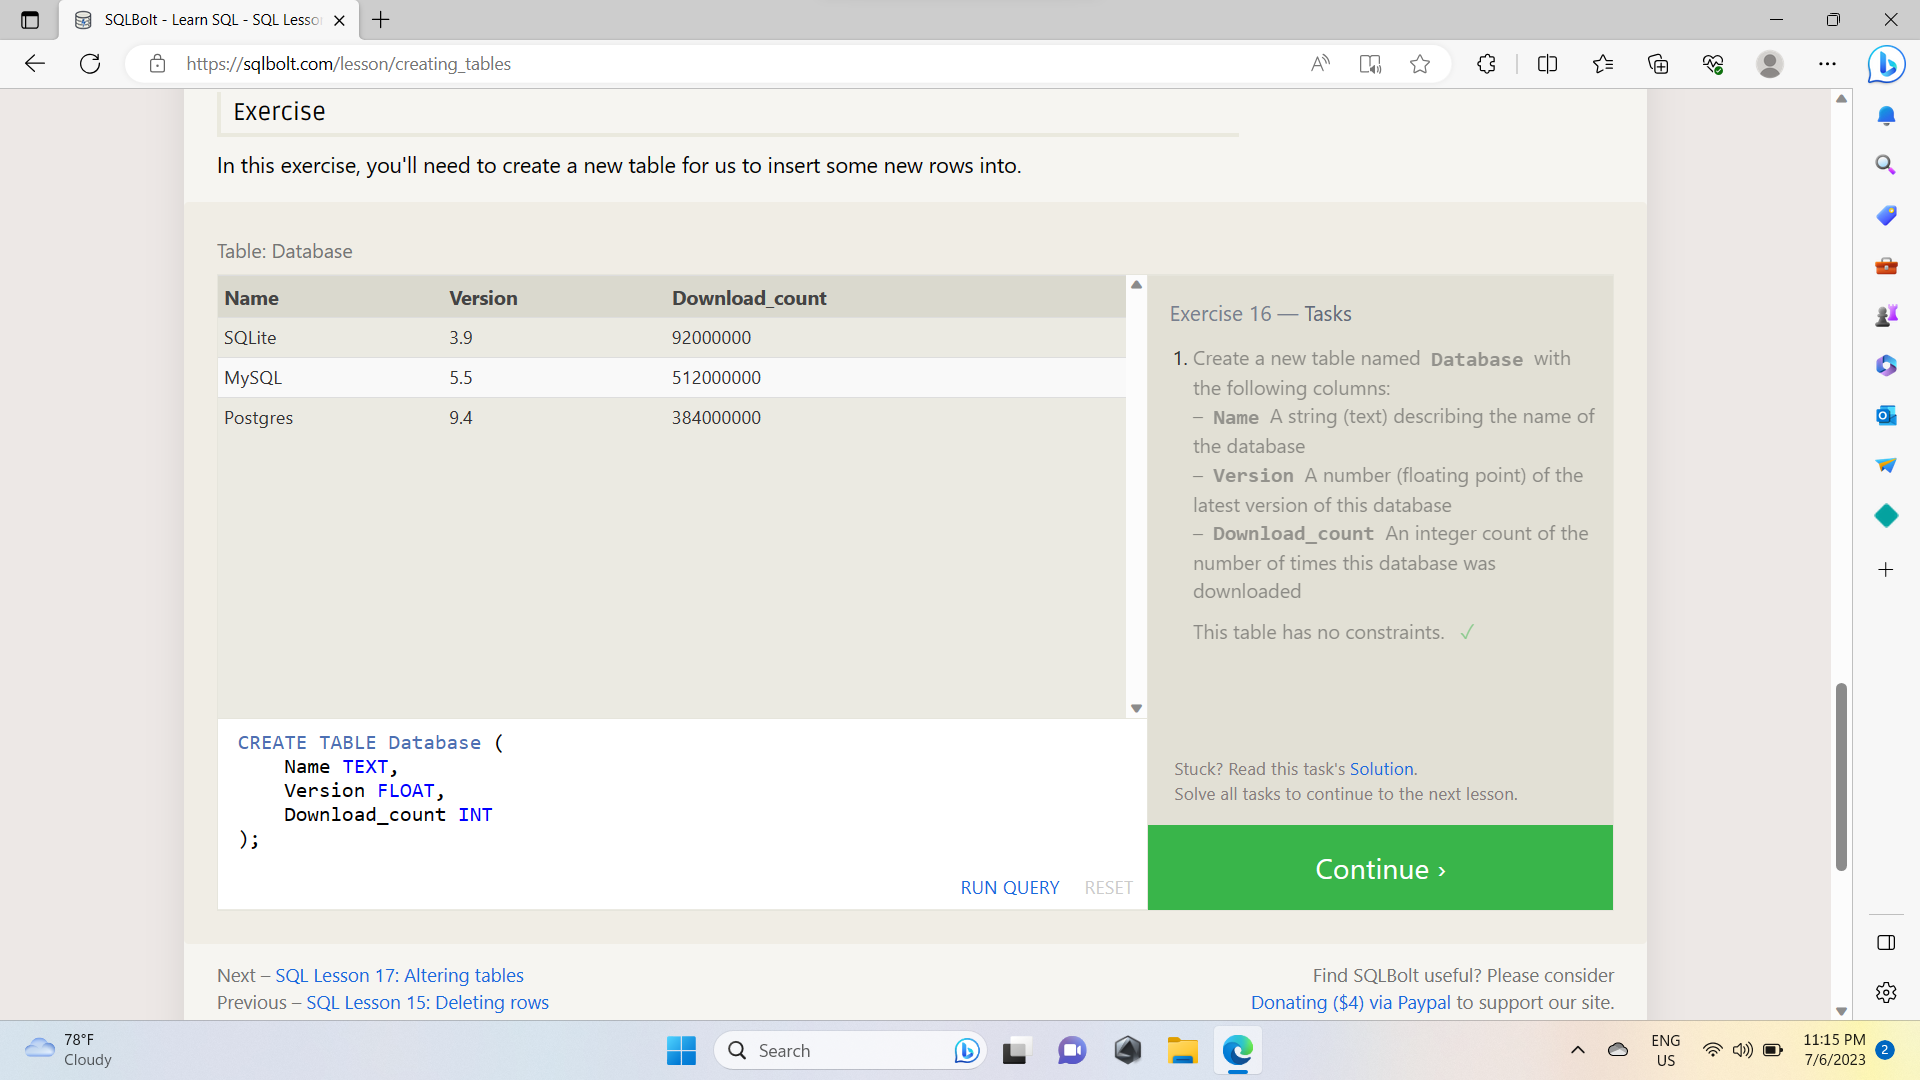 SQLBolt - Learn SQL - SQL Lesso
https://sqlbolt.com/lesson/creating_tables
Exercise
In this exercise, you'll need to create a new table for us to insert some new rows into.
Table: Database
Name Version Download_count
SQLite 3.9 92000000
MySQL 5.5 512000000
Postgres 9.4 384000000
Exercise 16 — Tasks
1. Create a new table named Database with
the following columns:
– Name A string (text) describing the name of
the database
– Version A number (floating point) of the
latest version of this database
– Download_count An integer count of the
number of times this database was
downloaded
This table has no constraints. ✓
CREATE TABLE Database (
Name TEXT,
Version FLOAT,
Download_count INT
);
RUN QUERY RESET
Stuck? Read this task's Solution.
Solve all tasks to continue to the next lesson.
Continue ›
Next – SQL Lesson 17: Altering tables
Previous – SQL Lesson 15: Deleting rows
Find SQLBolt useful? Please consider
Donating ($4) via Paypal to support our site.
78°F
Cloudy
Search
ENG
US
11:15 PM
7/6/2023
2